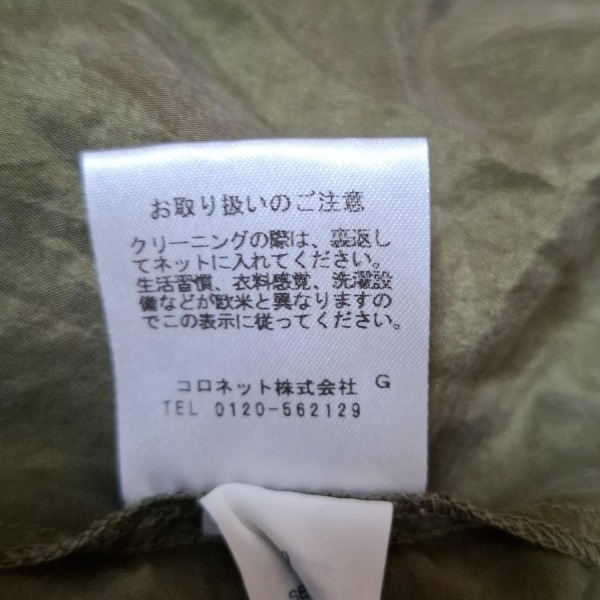 お取り扱いのご注意
クリーニングの際は、裏返し
てネットに入れてください。
生活習慣、衣料感覚、洗濯設
備などが欧米と異なりますの
でこの表示に従ってください。
コロネット株式会社 G
TEL 0120-562129